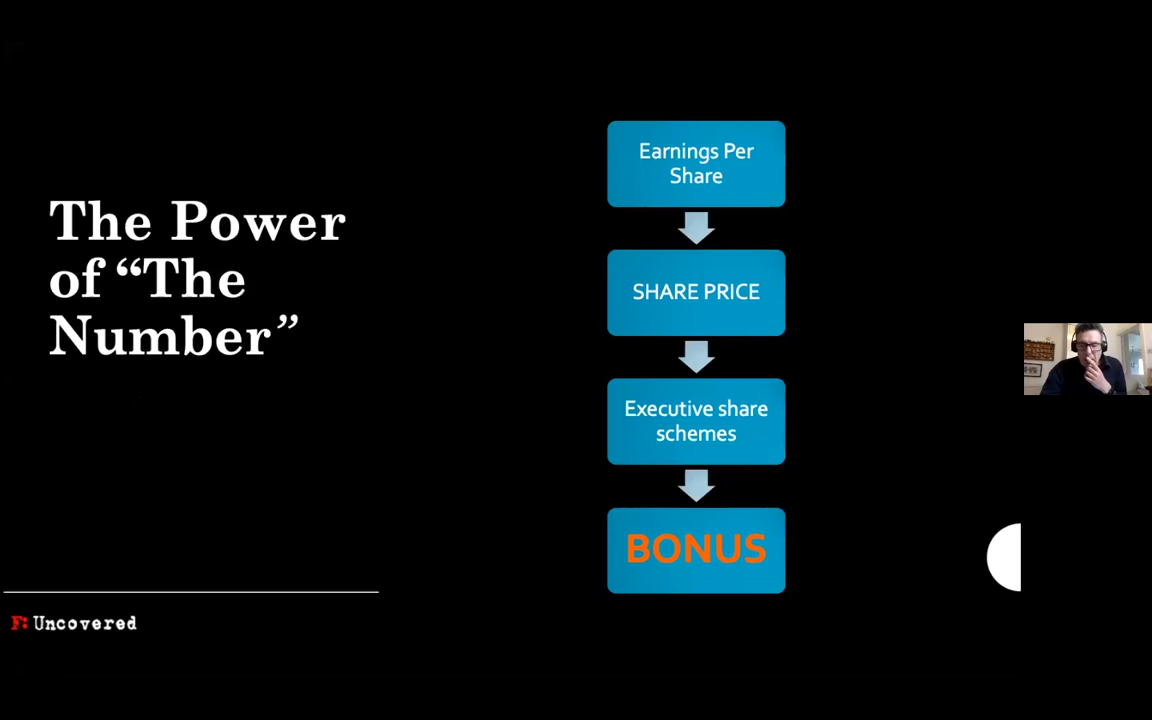 The Power
of “The
Number”
Earnings Per
Share
SHARE PRICE
Executive share
schemes
BONUS
F: Uncovered